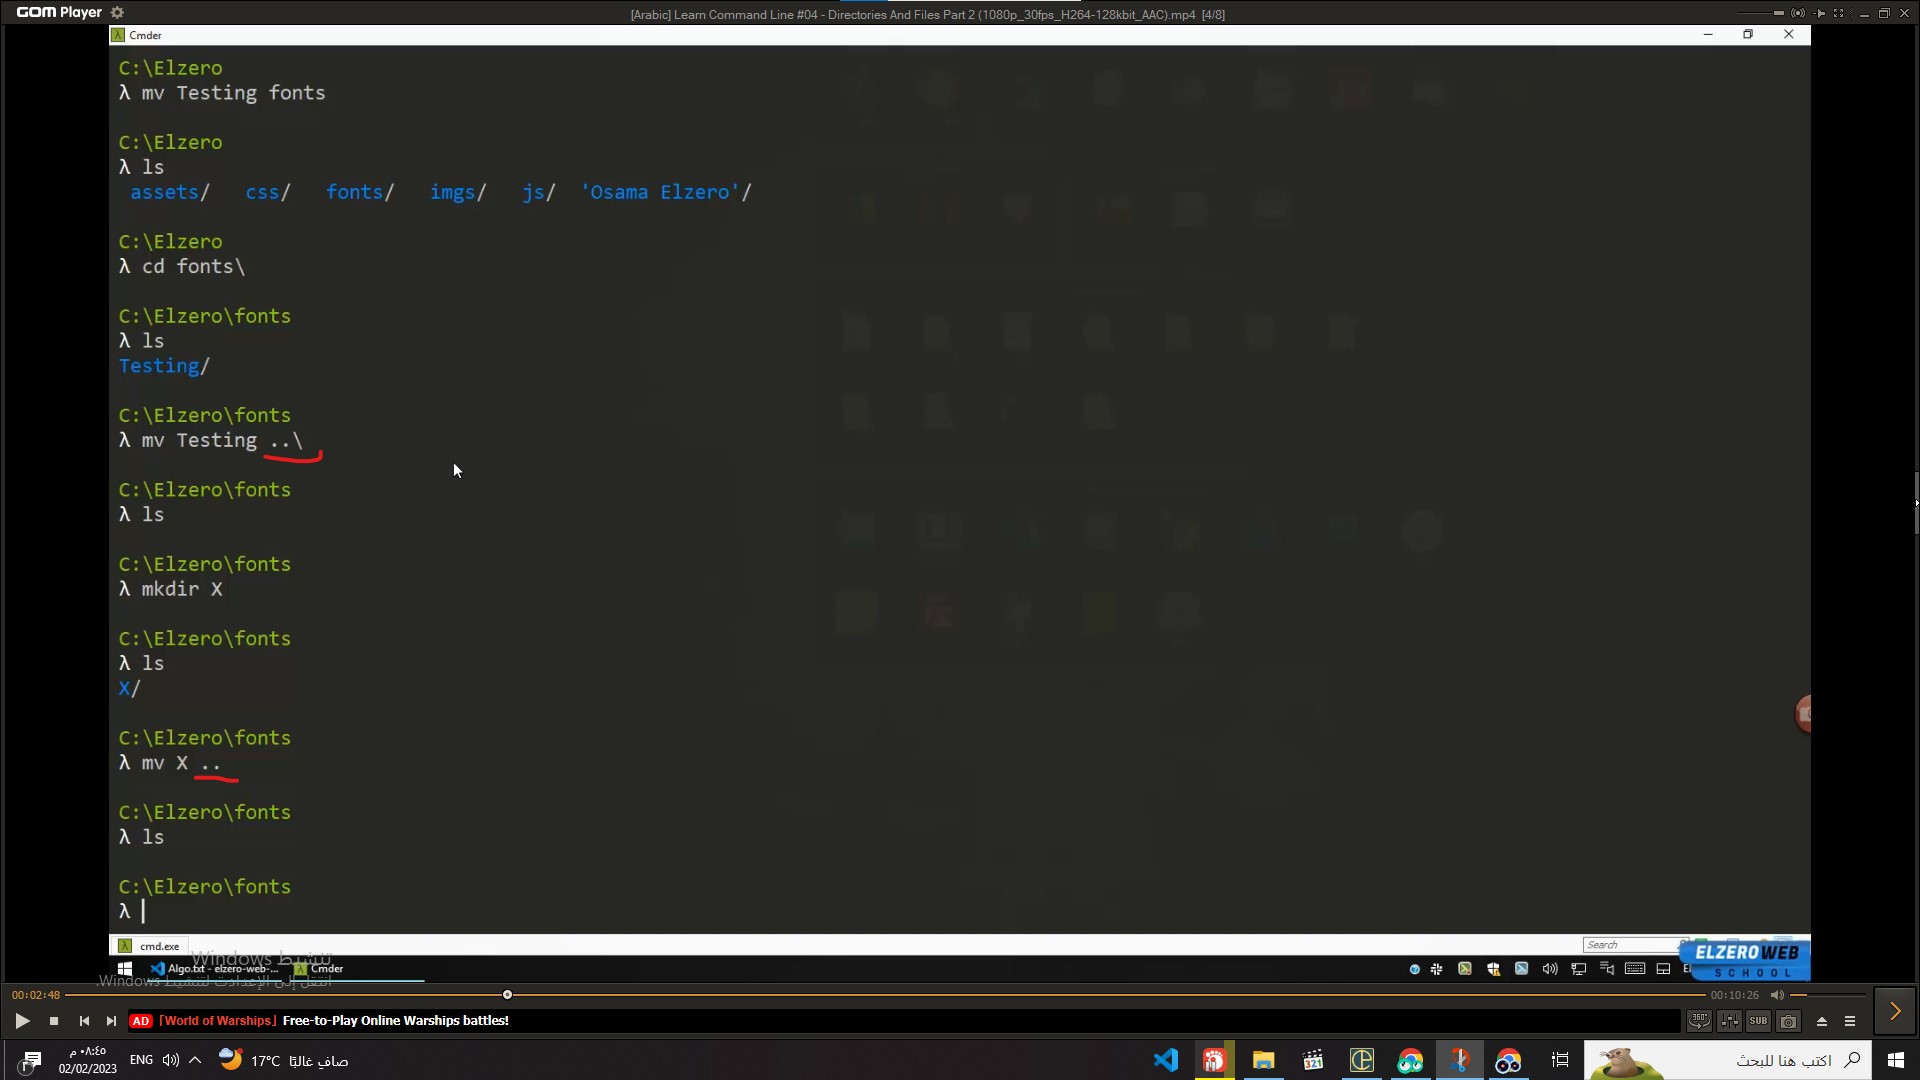 GOM Player
[Arabic] Learn Command Line #04 - Directories And Files Part 2 (1080p_30fps_H264-128kbit_AAC).mp4 [4/8]
Cmder
C:\Elzero
λ mv Testing fonts
C:\Elzero
λ ls
assets/ css/ fonts/ imgs/ js/ 'Osama Elzero'/
C:\Elzero
λ cd fonts\
C:\Elzero\fonts
λ ls
Testing/
C:\Elzero\fonts
λ mv Testing ..\
C:\Elzero\fonts
λ ls
C:\Elzero\fonts
λ mkdir X
C:\Elzero\fonts
λ ls
X/
C:\Elzero\fonts
λ mv X ..
C:\Elzero\fonts
λ ls
C:\Elzero\fonts
λ
cmd.exe
Search
ELZERO WEB
SCHOOL
تنشيط Windows
Algo.txt - elzero-web-...
Cmder
انتقل إلى الإعدادات لتنشيط Windows.
00:02:48
00:10:26
AD [World of Warships] Free-to-Play Online Warships battles!
360°
SUB
٠٨:٤٥ م
02/02/2023
ENG
17°C صافٍ غالبًا
321
اكتب هنا للبحث